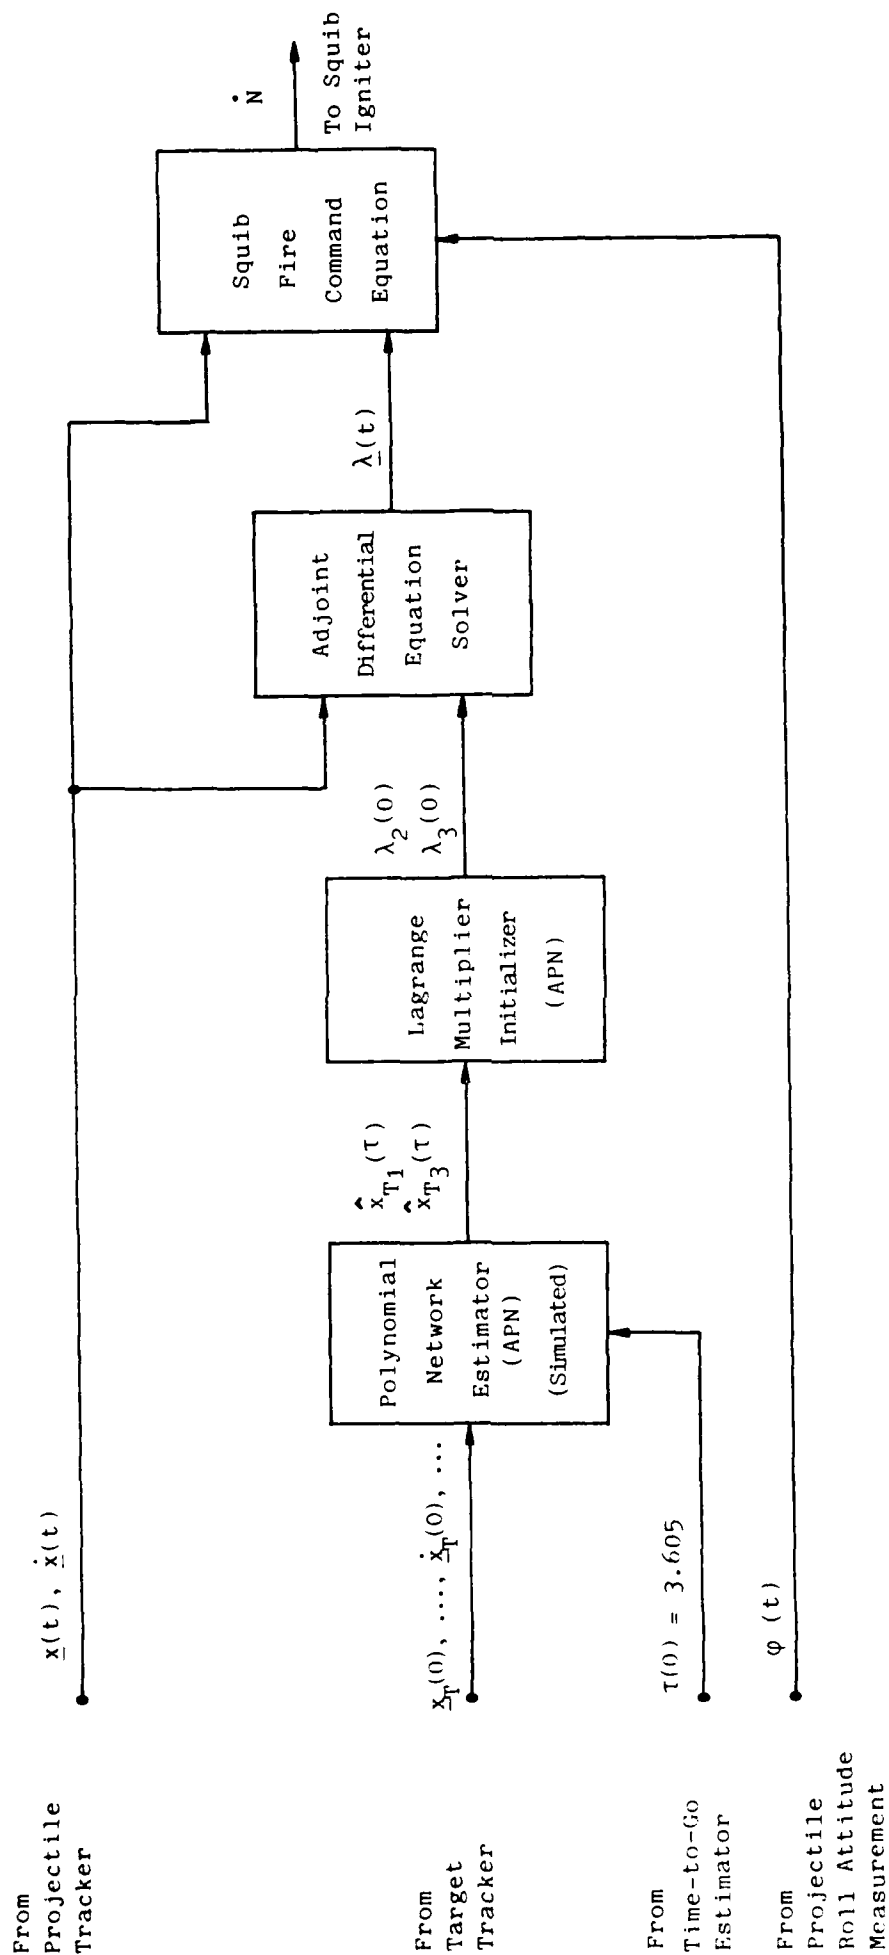 From
Projectile
Tracker
x(t), ẋ(t)
From
Target
Tracker
x_T(0), ...., ẋ_T(0), ...
From
Time-to-Go
Estimator
τ(0) = 3.605
From
Projectile
Roll Attitude
Measurement
φ (t)
Polynomial
Network
Estimator
(APN)
(Simulated)
x̂_T1(τ)
x̂_T3(τ)
Lagrange
Multiplier
Initializer
(APN)
λ_2(0)
λ_3(0)
Adjoint
Differential
Equation
Solver
λ(t)
Squib
Fire
Command
Equation
Ṅ
To Squib
Igniter